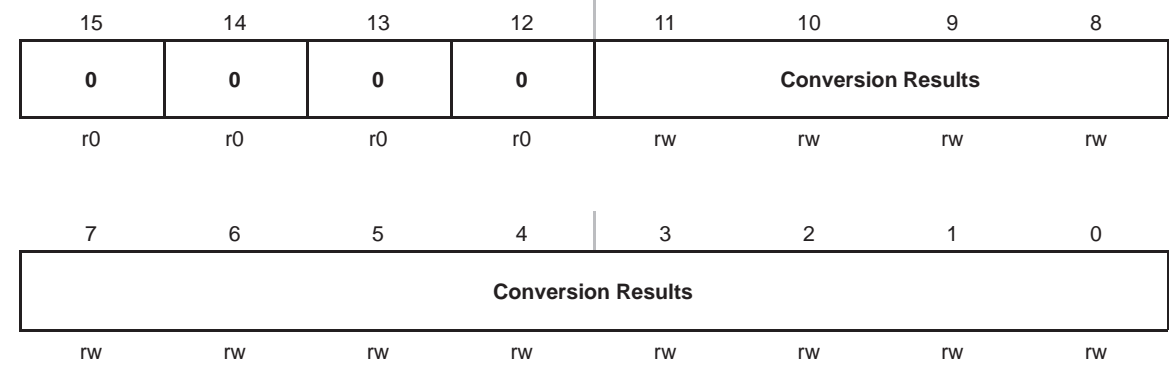 15 14 13 12 11 10 9 8
0 0 0 0 Conversion Results
r0 r0 r0 r0 rw rw rw rw
7 6 5 4 3 2 1 0
Conversion Results
rw rw rw rw rw rw rw rw